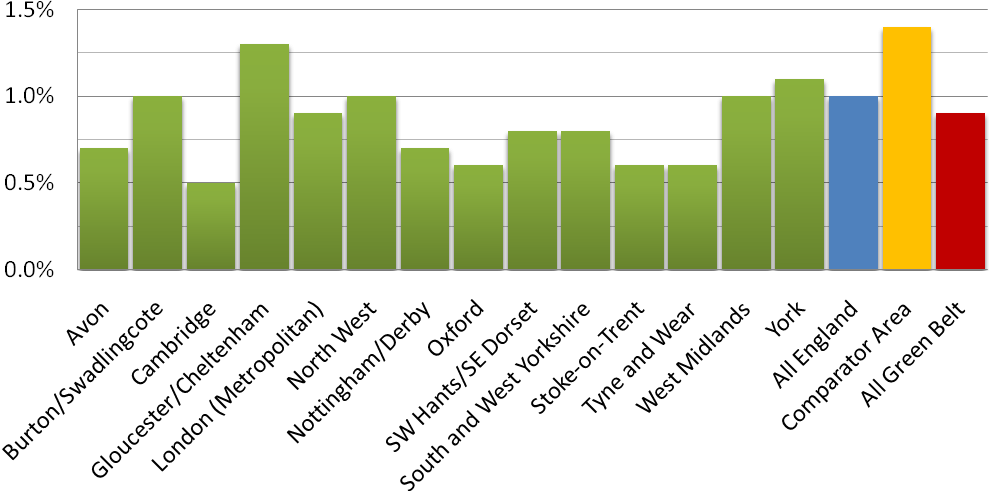 1.5%
1.0%
0.5%
0.0%
Avon
Burton/Swadlingcote
Cambridge
Gloucester/Cheltenham
London (Metropolitan)
North West
Nottingham/Derby
Oxford
SW Hants/SE Dorset
South and West Yorkshire
Stoke-on-Trent
Tyne and Wear
West Midlands
York
All England
Comparator Area
All Green Belt